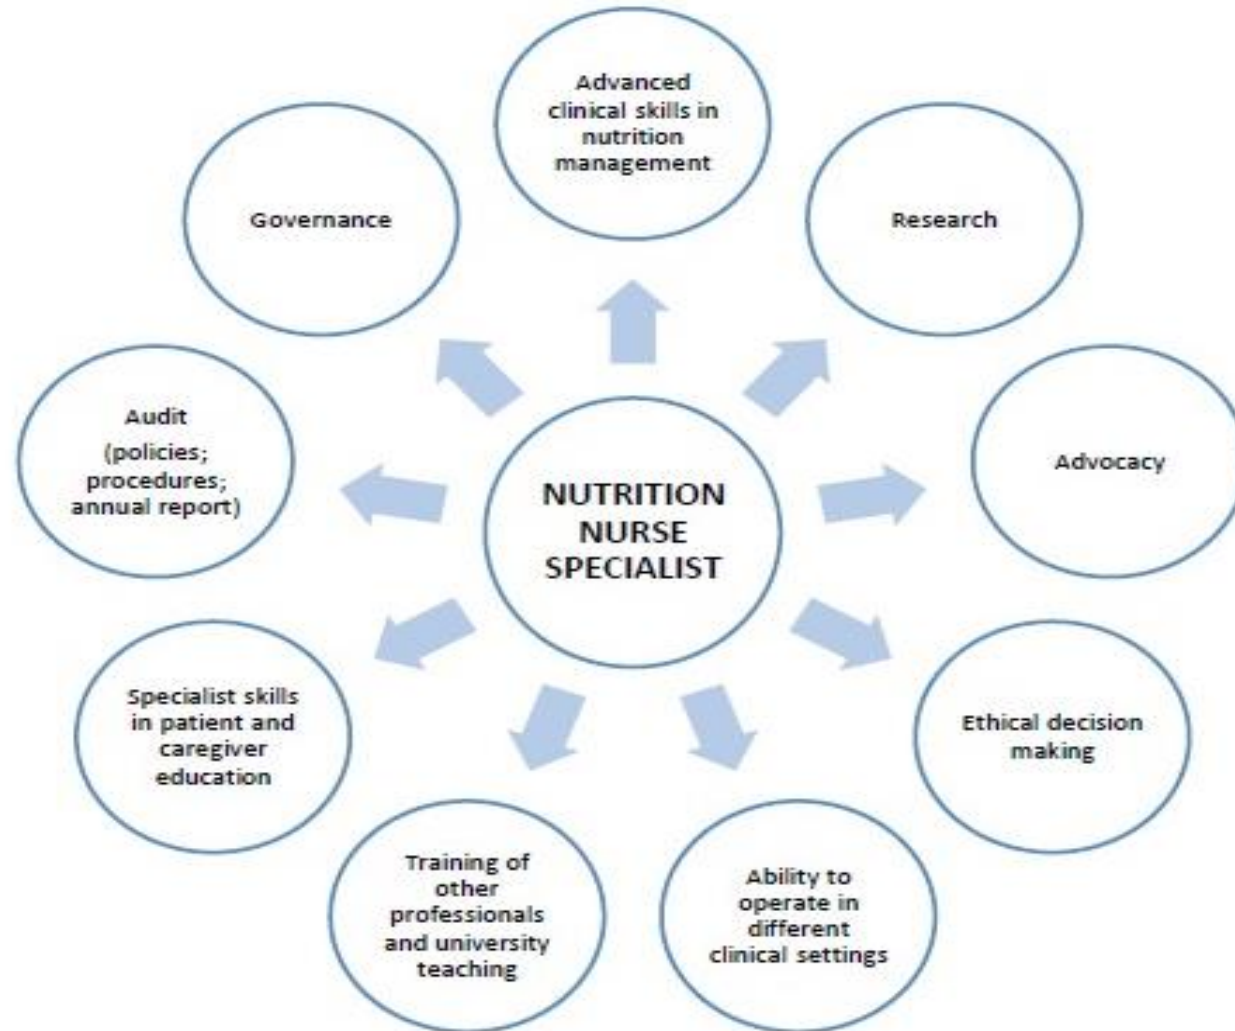 Advanced
clinical skills in
nutrition
management
Research
Advocacy
Ethical decision
making
Ability to
operate in
different
clinical settings
Training of
other
professionals
and university
teaching
Specialist skills
in patient and
caregiver
education
Audit
(policies;
procedures;
annual report)
Governance
NUTRITION
NURSE
SPECIALIST